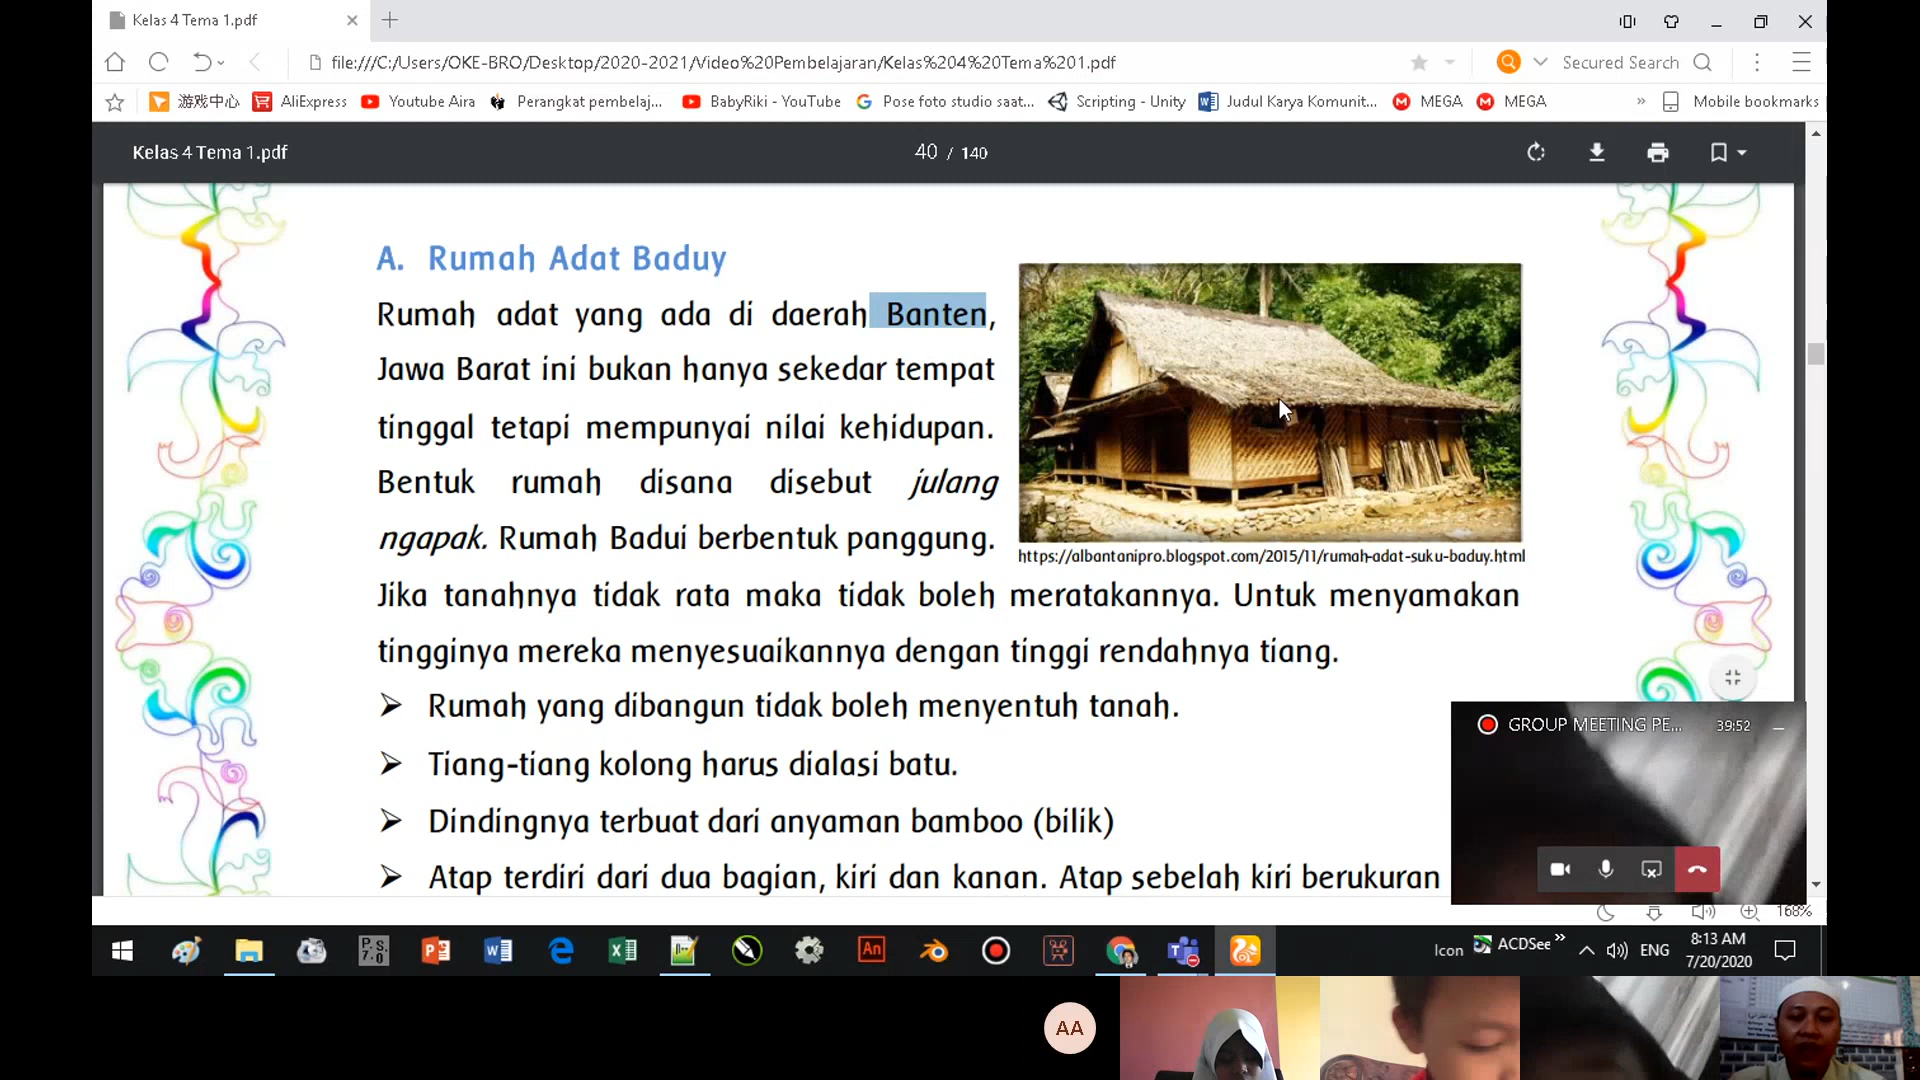 Kelas 4 Tema 1.pdf
file:///C:/Users/OKE-BRO/Desktop/2020-2021/Video%20Pembelajaran/Kelas%204%20Tema%201.pdf
Secured Search
游戏中心 AliExpress Youtube Aira Perangkat pembelaj... BabyRiki - YouTube Pose foto studio saat... Scripting - Unity Judul Karya Komunit... MEGA MEGA » Mobile bookmarks
Kelas 4 Tema 1.pdf 40 / 140
A. Rumah Adat Baduy
Rumah adat yang ada di daerah Banten,
Jawa Barat ini bukan hanya sekedar tempat
tinggal tetapi mempunyai nilai kehidupan.
Bentuk rumah disana disebut julang
ngapak. Rumah Badui berbentuk panggung.
https://albantanipro.blogspot.com/2015/11/rumah-adat-suku-baduy.html
Jika tanahnya tidak rata maka tidak boleh meratakannya. Untuk menyamakan
tingginya mereka menyesuaikannya dengan tinggi rendahnya tiang.
➢ Rumah yang dibangun tidak boleh menyentuh tanah.
➢ Tiang-tiang kolong harus dialasi batu.
➢ Dindingnya terbuat dari anyaman bamboo (bilik)
➢ Atap terdiri dari dua bagian, kiri dan kanan. Atap sebelah kiri berukuran
GROUP MEETING PE... 39:52
168%
Icon ACDSee » ENG 8:13 AM
7/20/2020
AA